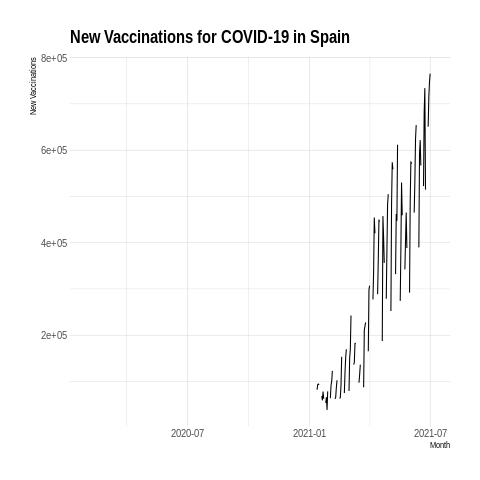 New Vaccinations for COVID-19 in Spain
New Vaccinations
8e+05
6e+05
4e+05
2e+05
2020-07
2021-01
2021-07
Month